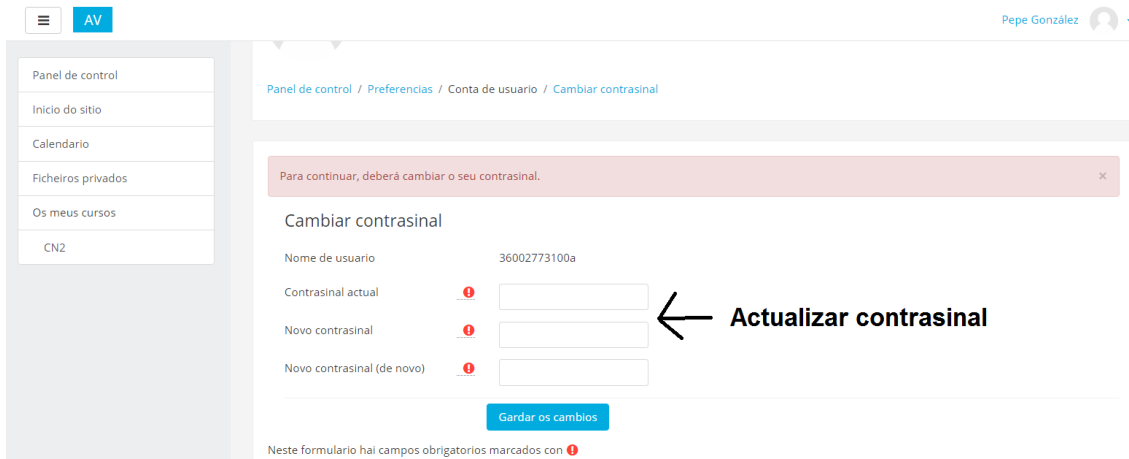 AV
Pepe González
Panel de control
Inicio do sitio
Calendario
Ficheiros privados
Os meus cursos
CN2
Panel de control / Preferencias / Conta de usuario / Cambiar contrasinal
Para continuar, deberá cambiar o seu contrasinal. ×
Cambiar contrasinal
Nome de usuario 36002773100a
Contrasinal actual
Novo contrasinal
Novo contrasinal (de novo)
Actualizar contrasinal
Gardar os cambios
Neste formulario hai campos obrigatorios marcados con